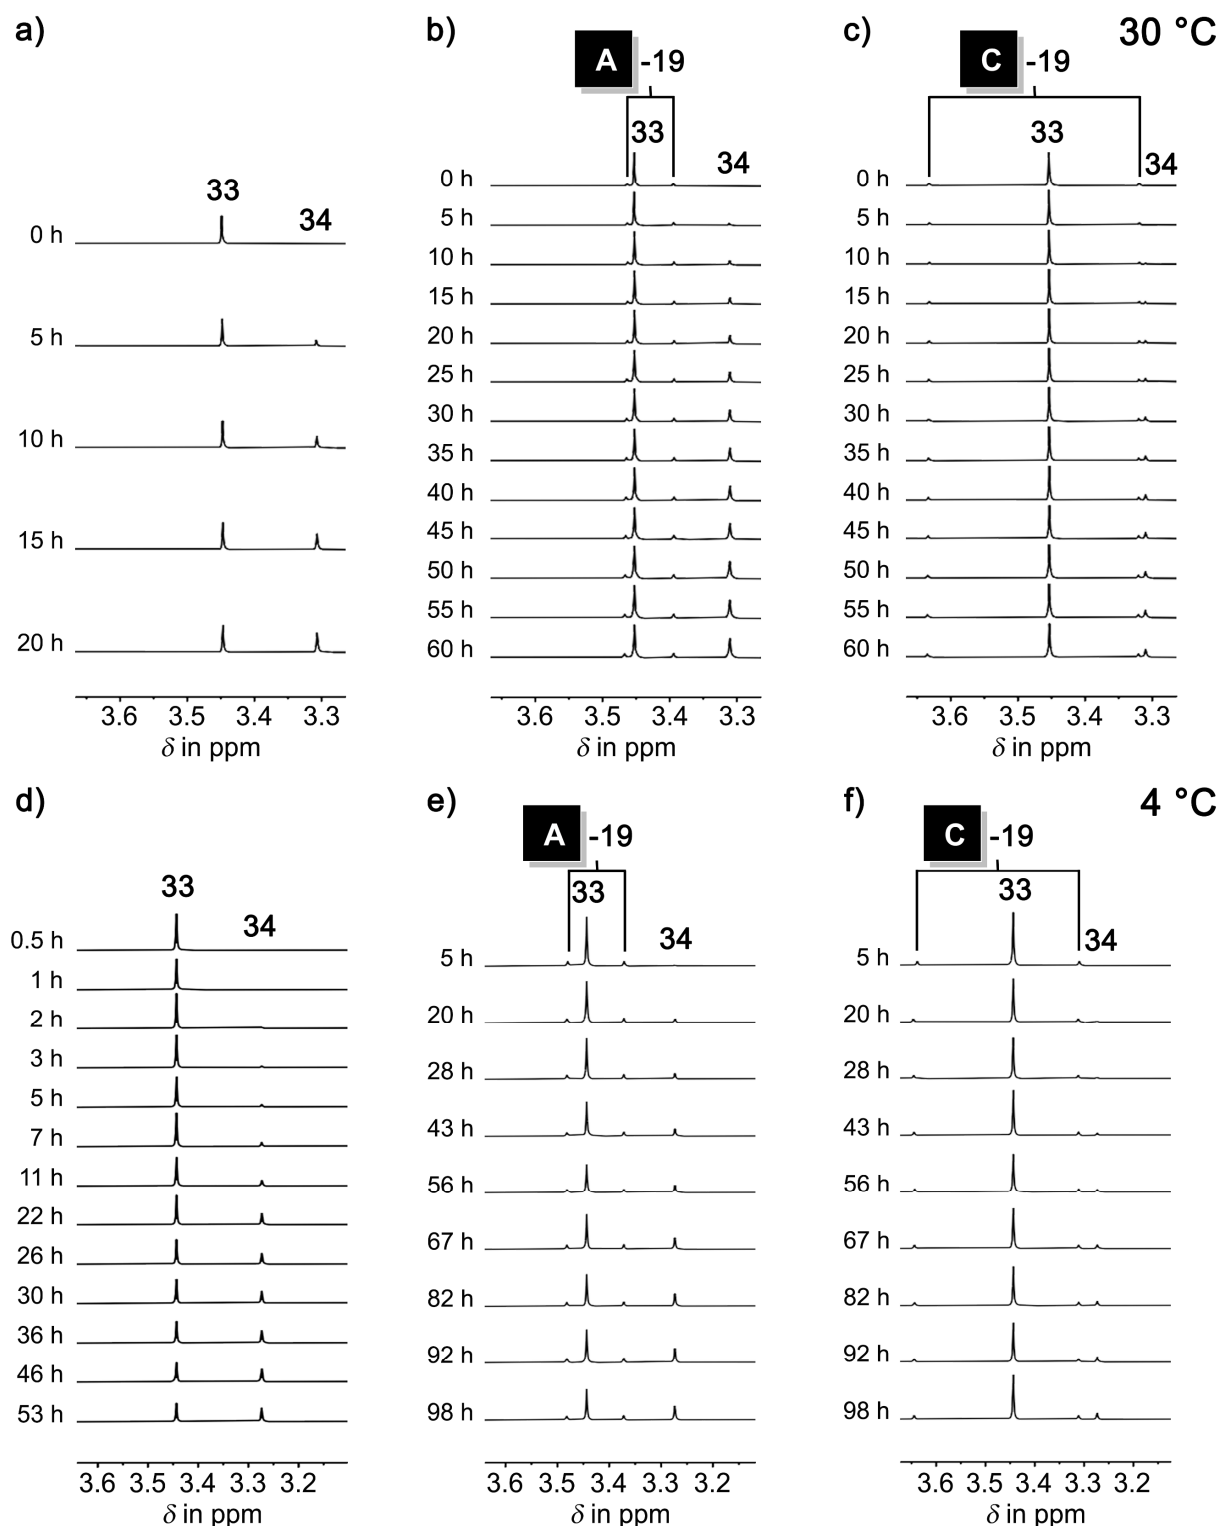 a)
33
34
0 h
5 h
10 h
15 h
20 h
3.6 3.5 3.4 3.3
δ in ppm
b)
A -19
33
34
0 h
5 h
10 h
15 h
20 h
25 h
30 h
35 h
40 h
45 h
50 h
55 h
60 h
3.6 3.5 3.4 3.3
δ in ppm
c)
30 °C
C -19
33
34
0 h
5 h
10 h
15 h
20 h
25 h
30 h
35 h
40 h
45 h
50 h
55 h
60 h
3.6 3.5 3.4 3.3
δ in ppm
d)
33
34
0.5 h
1 h
2 h
3 h
5 h
7 h
11 h
22 h
26 h
30 h
36 h
46 h
53 h
3.6 3.5 3.4 3.3 3.2
δ in ppm
e)
A -19
33
34
5 h
20 h
28 h
43 h
56 h
67 h
82 h
92 h
98 h
3.6 3.5 3.4 3.3 3.2
δ in ppm
f)
4 °C
C -19
33
34
5 h
20 h
28 h
43 h
56 h
67 h
82 h
92 h
98 h
3.6 3.5 3.4 3.3 3.2
δ in ppm